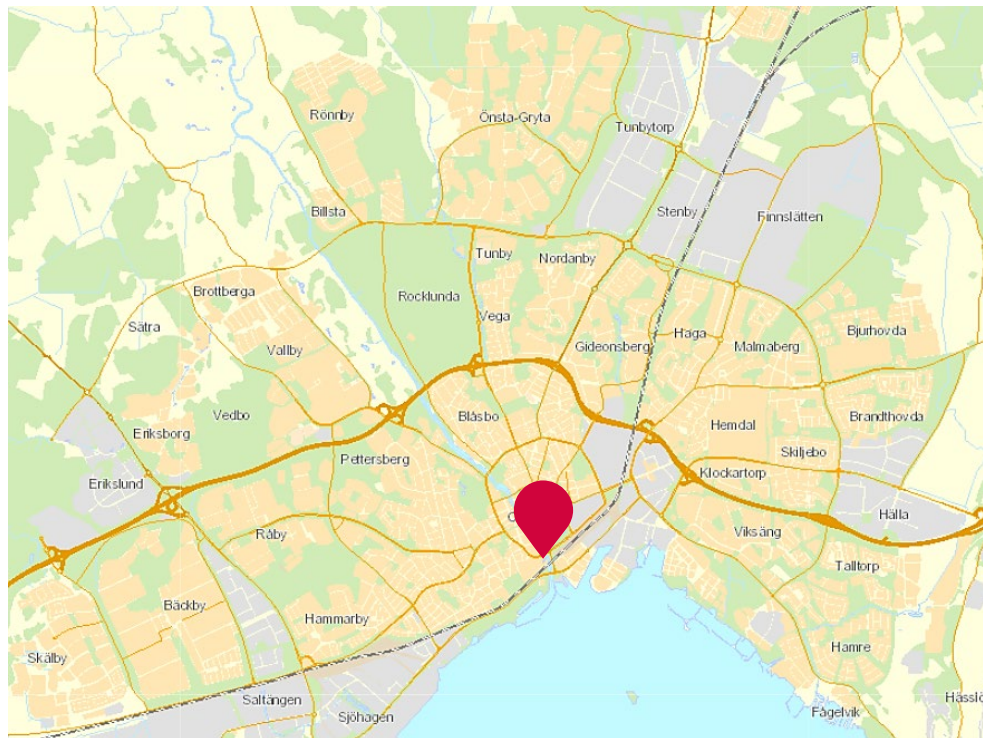 Rönnby
Önsta-Gryta
Tunbytorp
Billsta
Stenby
Finnslätten
Tunby
Nordanby
Brottberga
Rocklunda
Sätra
Vega
Haga
Bjurhovda
Vallby
Gideonsberg
Malmaberg
Vedbo
Blåsbo
Brandthovda
Eriksborg
Hemdal
Pettersberg
Skiljebo
Erikslund
Klockartorp
Hälla
Råby
Viksäng
Talltorp
Bäckby
Hammarby
Hamre
Skälby
Saltängen
Sjöhagen
Fågelvik